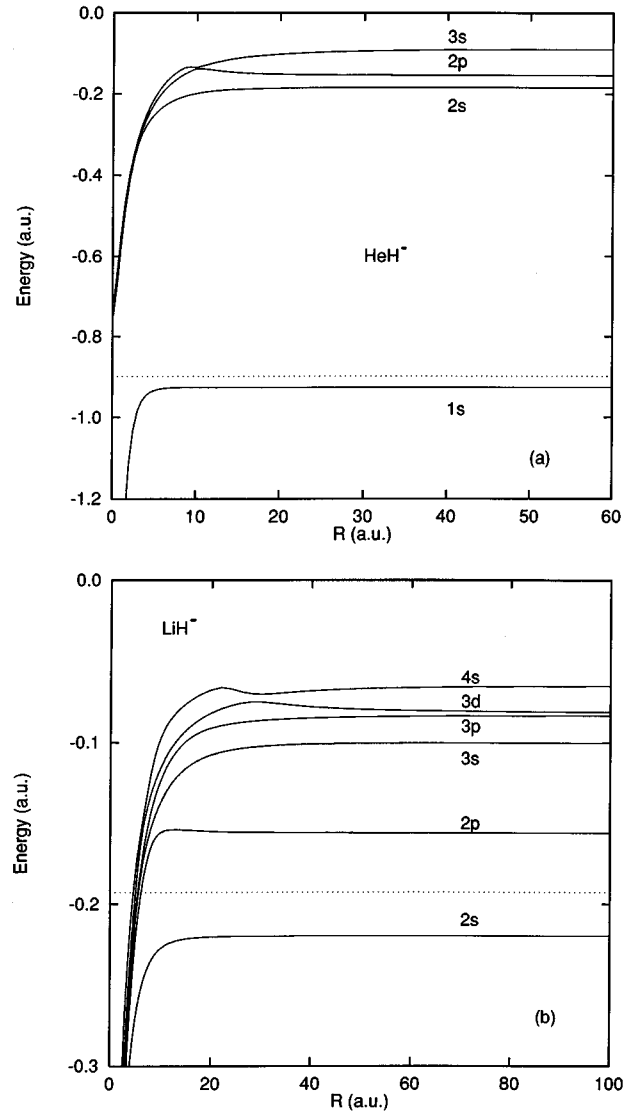 0.0
3s
2p
-0.2
2s
-0.4
Energy (a.u.)
HeH⁻
-0.6
-0.8
-1.0
1s
(a)
-1.2
0 10 20 30 40 50 60
R (a.u.)
0.0
LiH⁻
4s
3d
-0.1
3p
3s
Energy (a.u.)
2p
-0.2
2s
(b)
-0.3
0 20 40 60 80 100
R (a.u.)